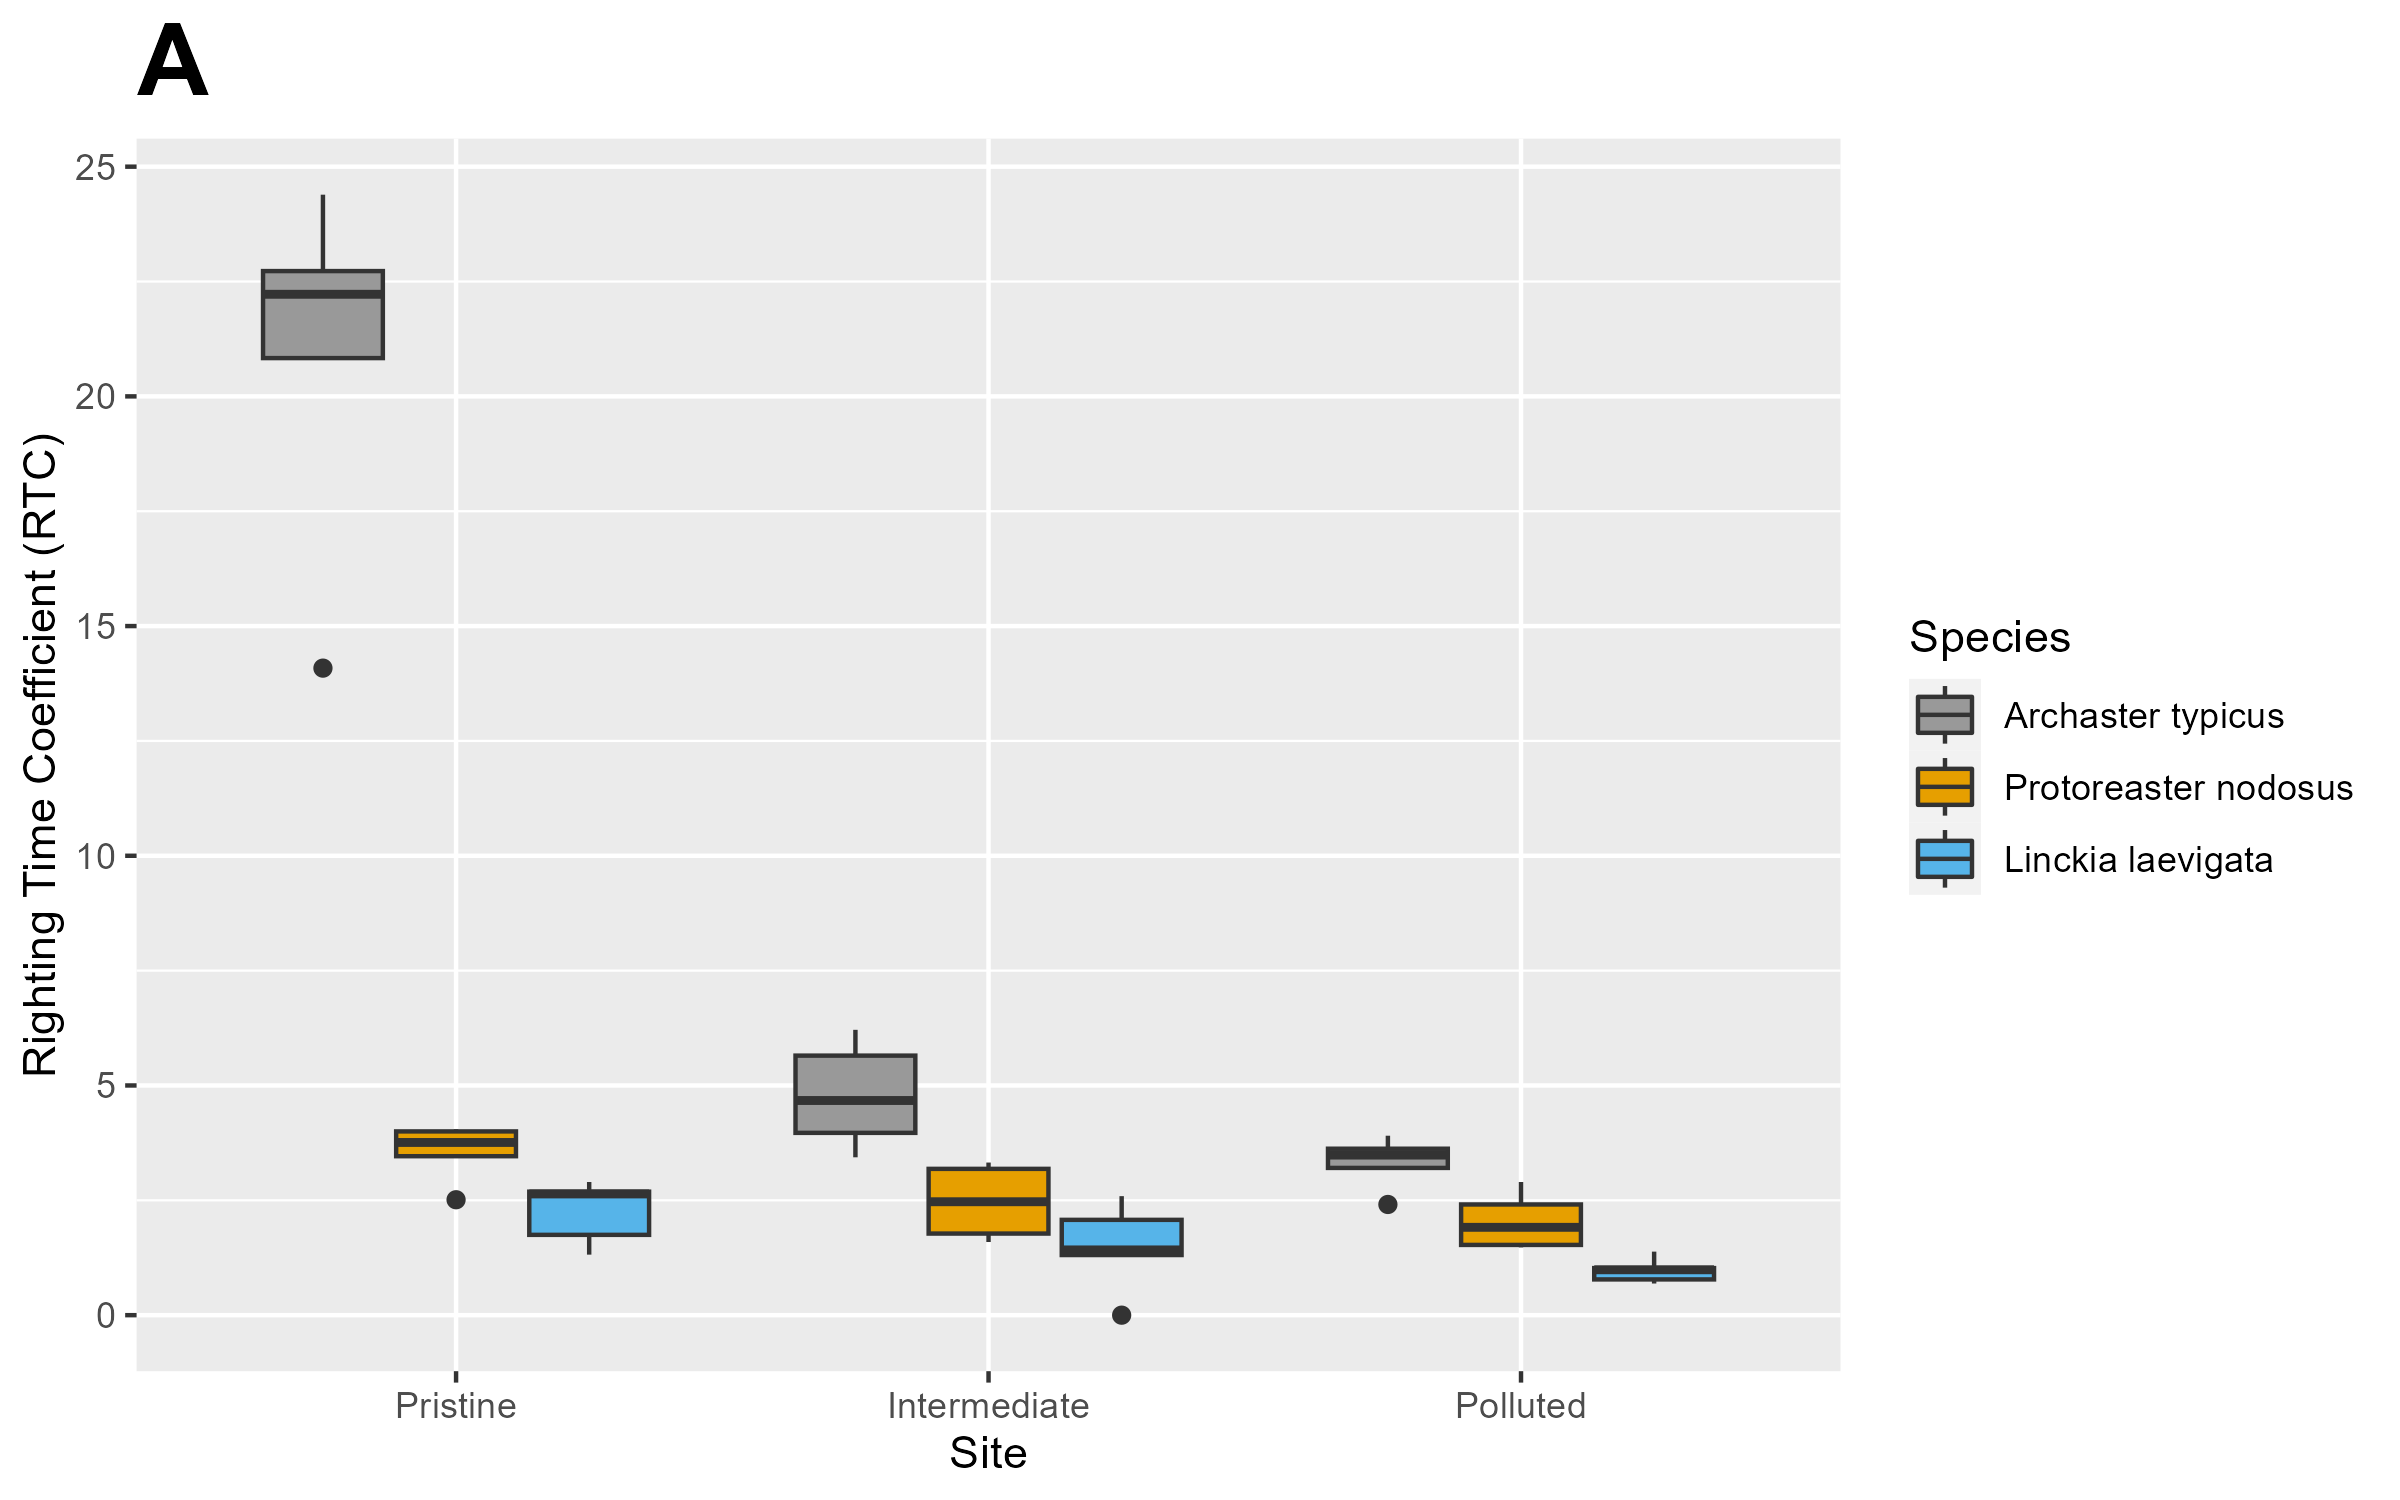 A
Righting Time Coefficient (RTC)
25
20
15
10
5
0
Pristine
Intermediate
Polluted
Site
Species
Archaster typicus
Protoreaster nodosus
Linckia laevigata